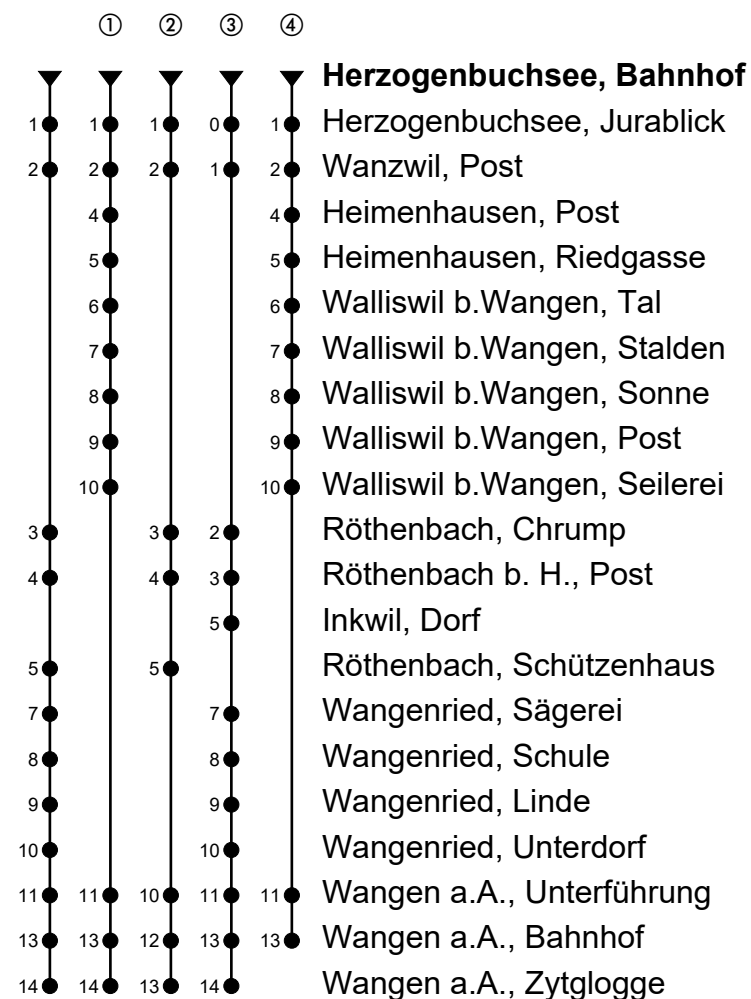 ① ② ③ ④
Herzogenbuchsee, Bahnhof
1 1 1 0 1 Herzogenbuchsee, Jurablick
2 2 2 1 2 Wanzwil, Post
4 4 Heimenhausen, Post
5 5 Heimenhausen, Riedgasse
6 6 Walliswil b.Wangen, Tal
7 7 Walliswil b.Wangen, Stalden
8 8 Walliswil b.Wangen, Sonne
9 9 Walliswil b.Wangen, Post
10 10 Walliswil b.Wangen, Seilerei
3 3 2 Röthenbach, Chrump
4 4 3 Röthenbach b. H., Post
5 Inkwil, Dorf
5 5 Röthenbach, Schützenhaus
7 7 Wangenried, Sägerei
8 8 Wangenried, Schule
9 9 Wangenried, Linde
10 10 Wangenried, Unterdorf
11 11 10 11 11 Wangen a.A., Unterführung
13 13 12 13 13 Wangen a.A., Bahnhof
14 14 13 14 Wangen a.A., Zytglogge